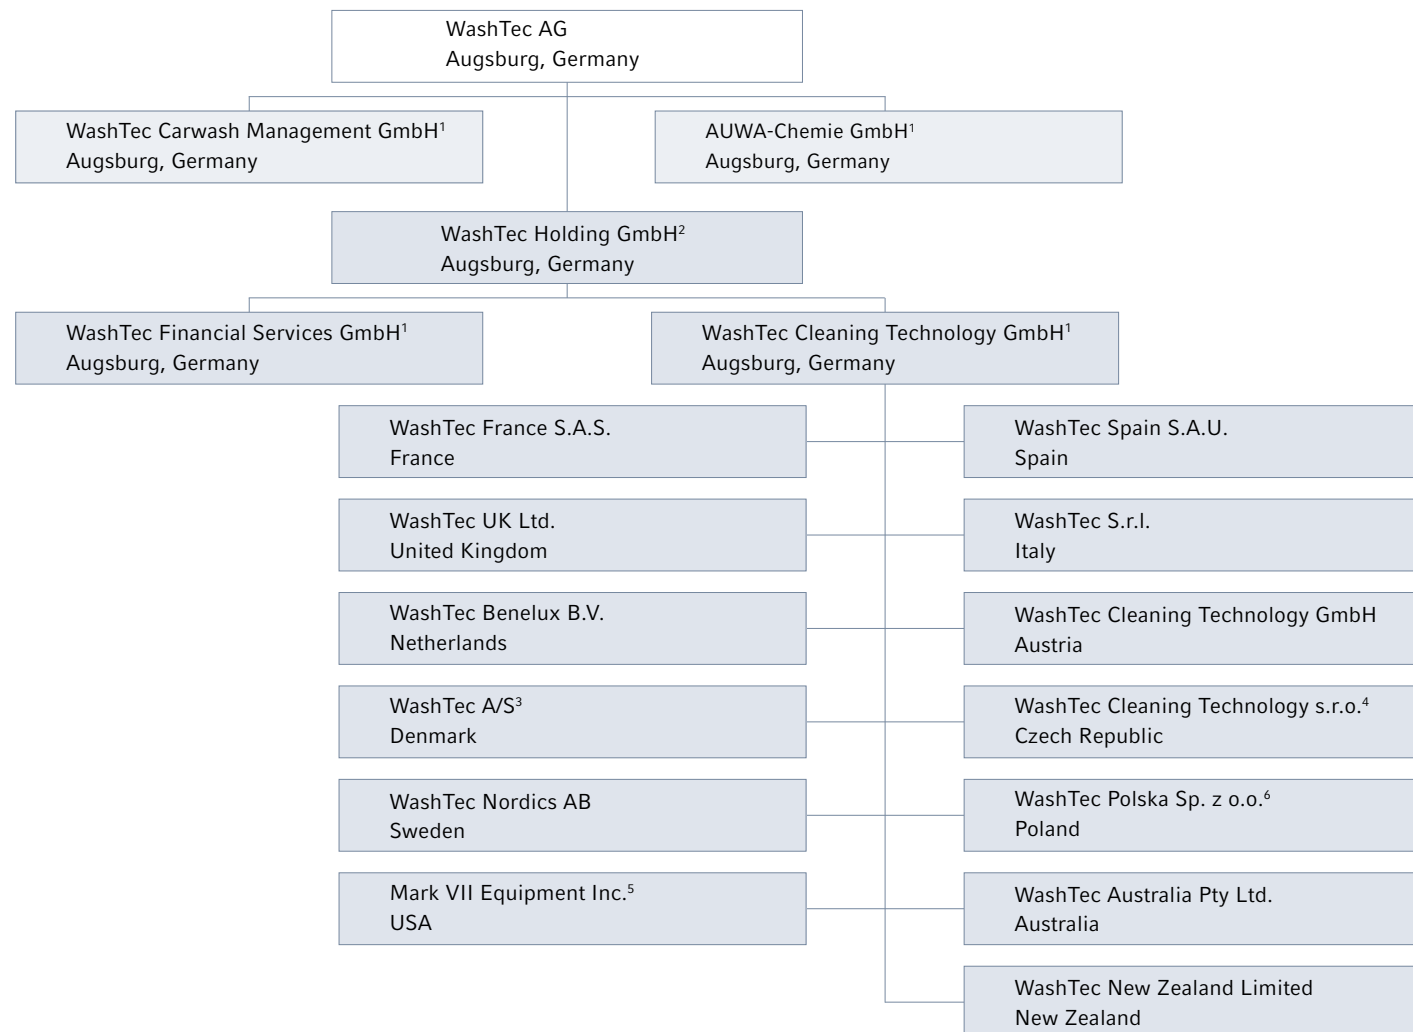 WashTec AG
Augsburg, Germany
WashTec Carwash Management GmbH¹
Augsburg, Germany
AUWA-Chemie GmbH¹
Augsburg, Germany
WashTec Holding GmbH²
Augsburg, Germany
WashTec Financial Services GmbH¹
Augsburg, Germany
WashTec Cleaning Technology GmbH¹
Augsburg, Germany
WashTec France S.A.S.
France
WashTec Spain S.A.U.
Spain
WashTec UK Ltd.
United Kingdom
WashTec S.r.l.
Italy
WashTec Benelux B.V.
Netherlands
WashTec Cleaning Technology GmbH
Austria
WashTec A/S³
Denmark
WashTec Cleaning Technology s.r.o.⁴
Czech Republic
WashTec Nordics AB
Sweden
WashTec Polska Sp. z o.o.⁶
Poland
Mark VII Equipment Inc.⁵
USA
WashTec Australia Pty Ltd.
Australia
WashTec New Zealand Limited
New Zealand